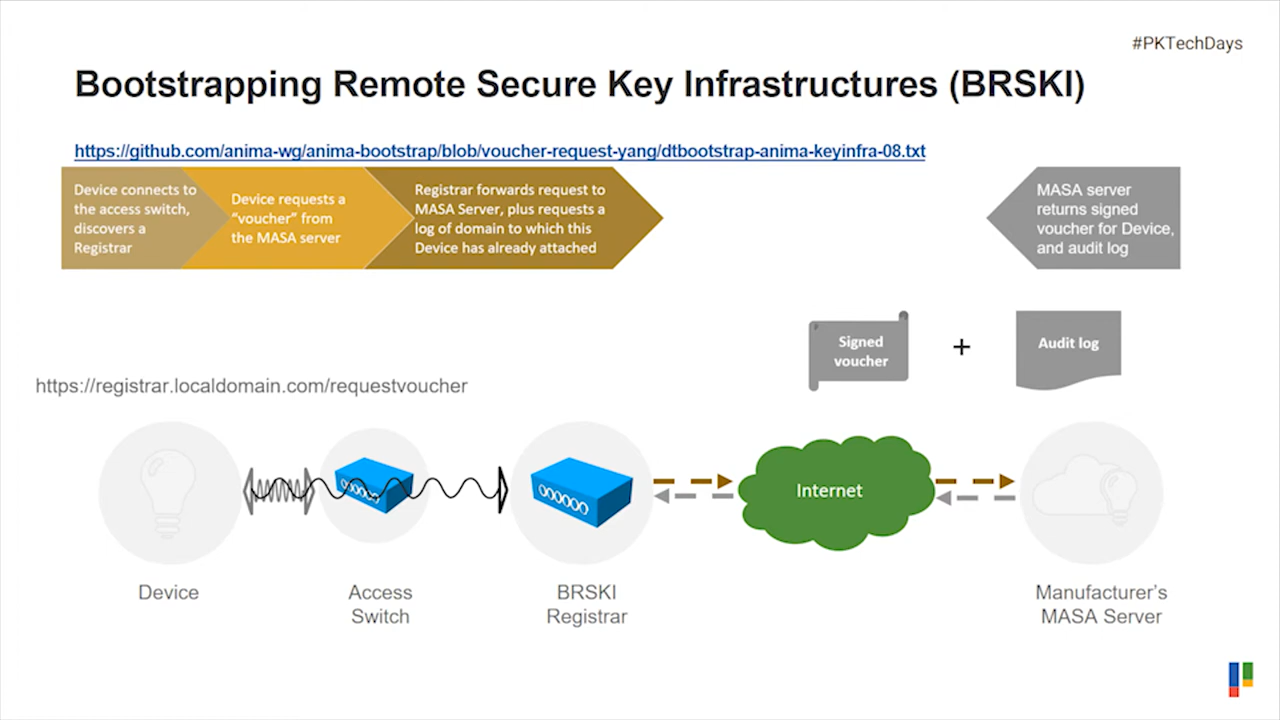 #PKTechDays
Bootstrapping Remote Secure Key Infrastructures (BRSKI)
https://github.com/anima-wg/anima-bootstrap/blob/voucher-request-yang/dtbootstrap-anima-keyinfra-08.txt
Device connects to
the access switch,
discovers a
Registrar
Device requests a
“voucher” from
the MASA server
Registrar forwards request to
MASA Server, plus requests a
log of domain to which this
Device has already attached
MASA server
returns signed
voucher for Device,
and audit log
Signed
voucher
+
Audit log
https://registrar.localdomain.com/requestvoucher
Internet
Device
Access
Switch
BRSKI
Registrar
Manufacturer’s
MASA Server